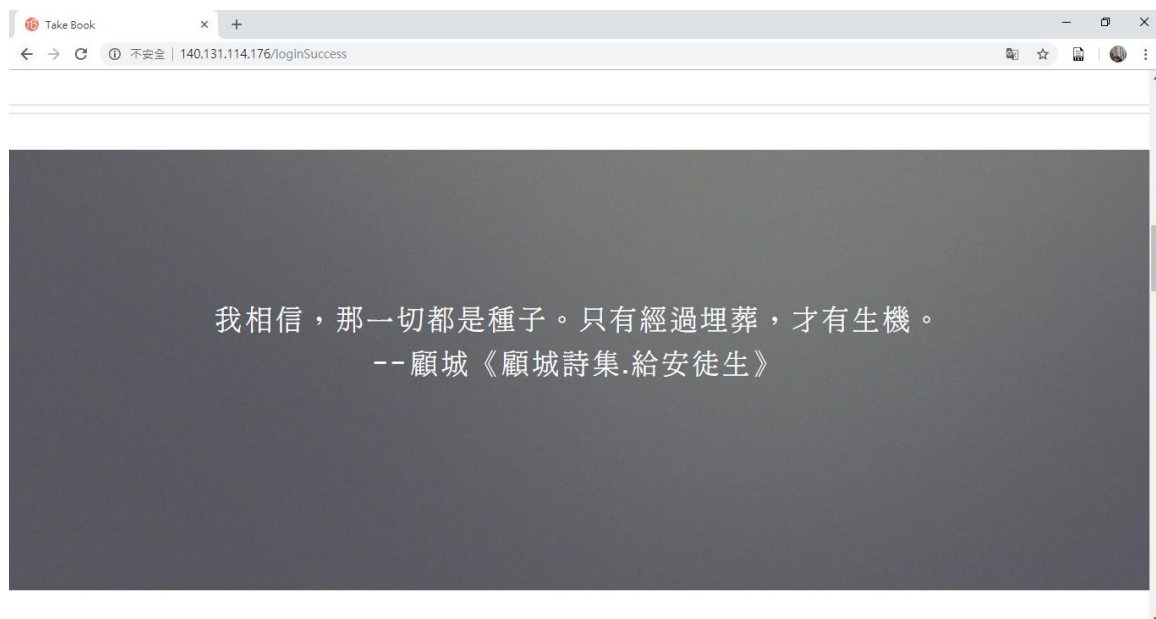 Take Book
不安全 | 140.131.114.176/loginSuccess
我相信，那一切都是種子。只有經過埋葬，才有生機。
--顧城《顧城詩集.給安徒生》